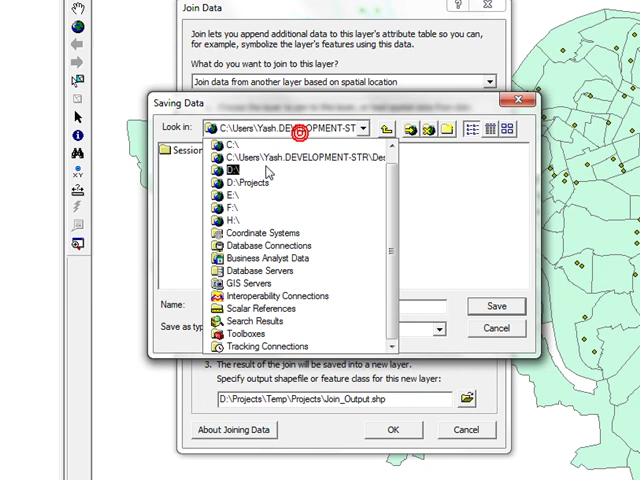 Join Data
Join lets you append additional data to this layer's attribute table so you can,
for example, symbolize the layer's features using this data.
What do you want to join to this layer?
Join data from another layer based on spatial location
Saving Data
Look in:
C:\Users\Yash.DEVELOPMENT-ST
Session
C:\
C:\Users\Yash.DEVELOPMENT-STR\Des
D:\
D:\Projects
E:\
F:\
H:\
Coordinate Systems
Database Connections
Business Analyst Data
Database Servers
GIS Servers
Interoperability Connections
Scalar References
Search Results
Toolboxes
Tracking Connections
Name:
Save
Save as typ
Cancel
3. The result of the join will be saved into a new layer.
Specify output shapefile or feature class for this new layer:
D:\Projects\Temp\Projects\Join_Output.shp
About Joining Data
OK
Cancel